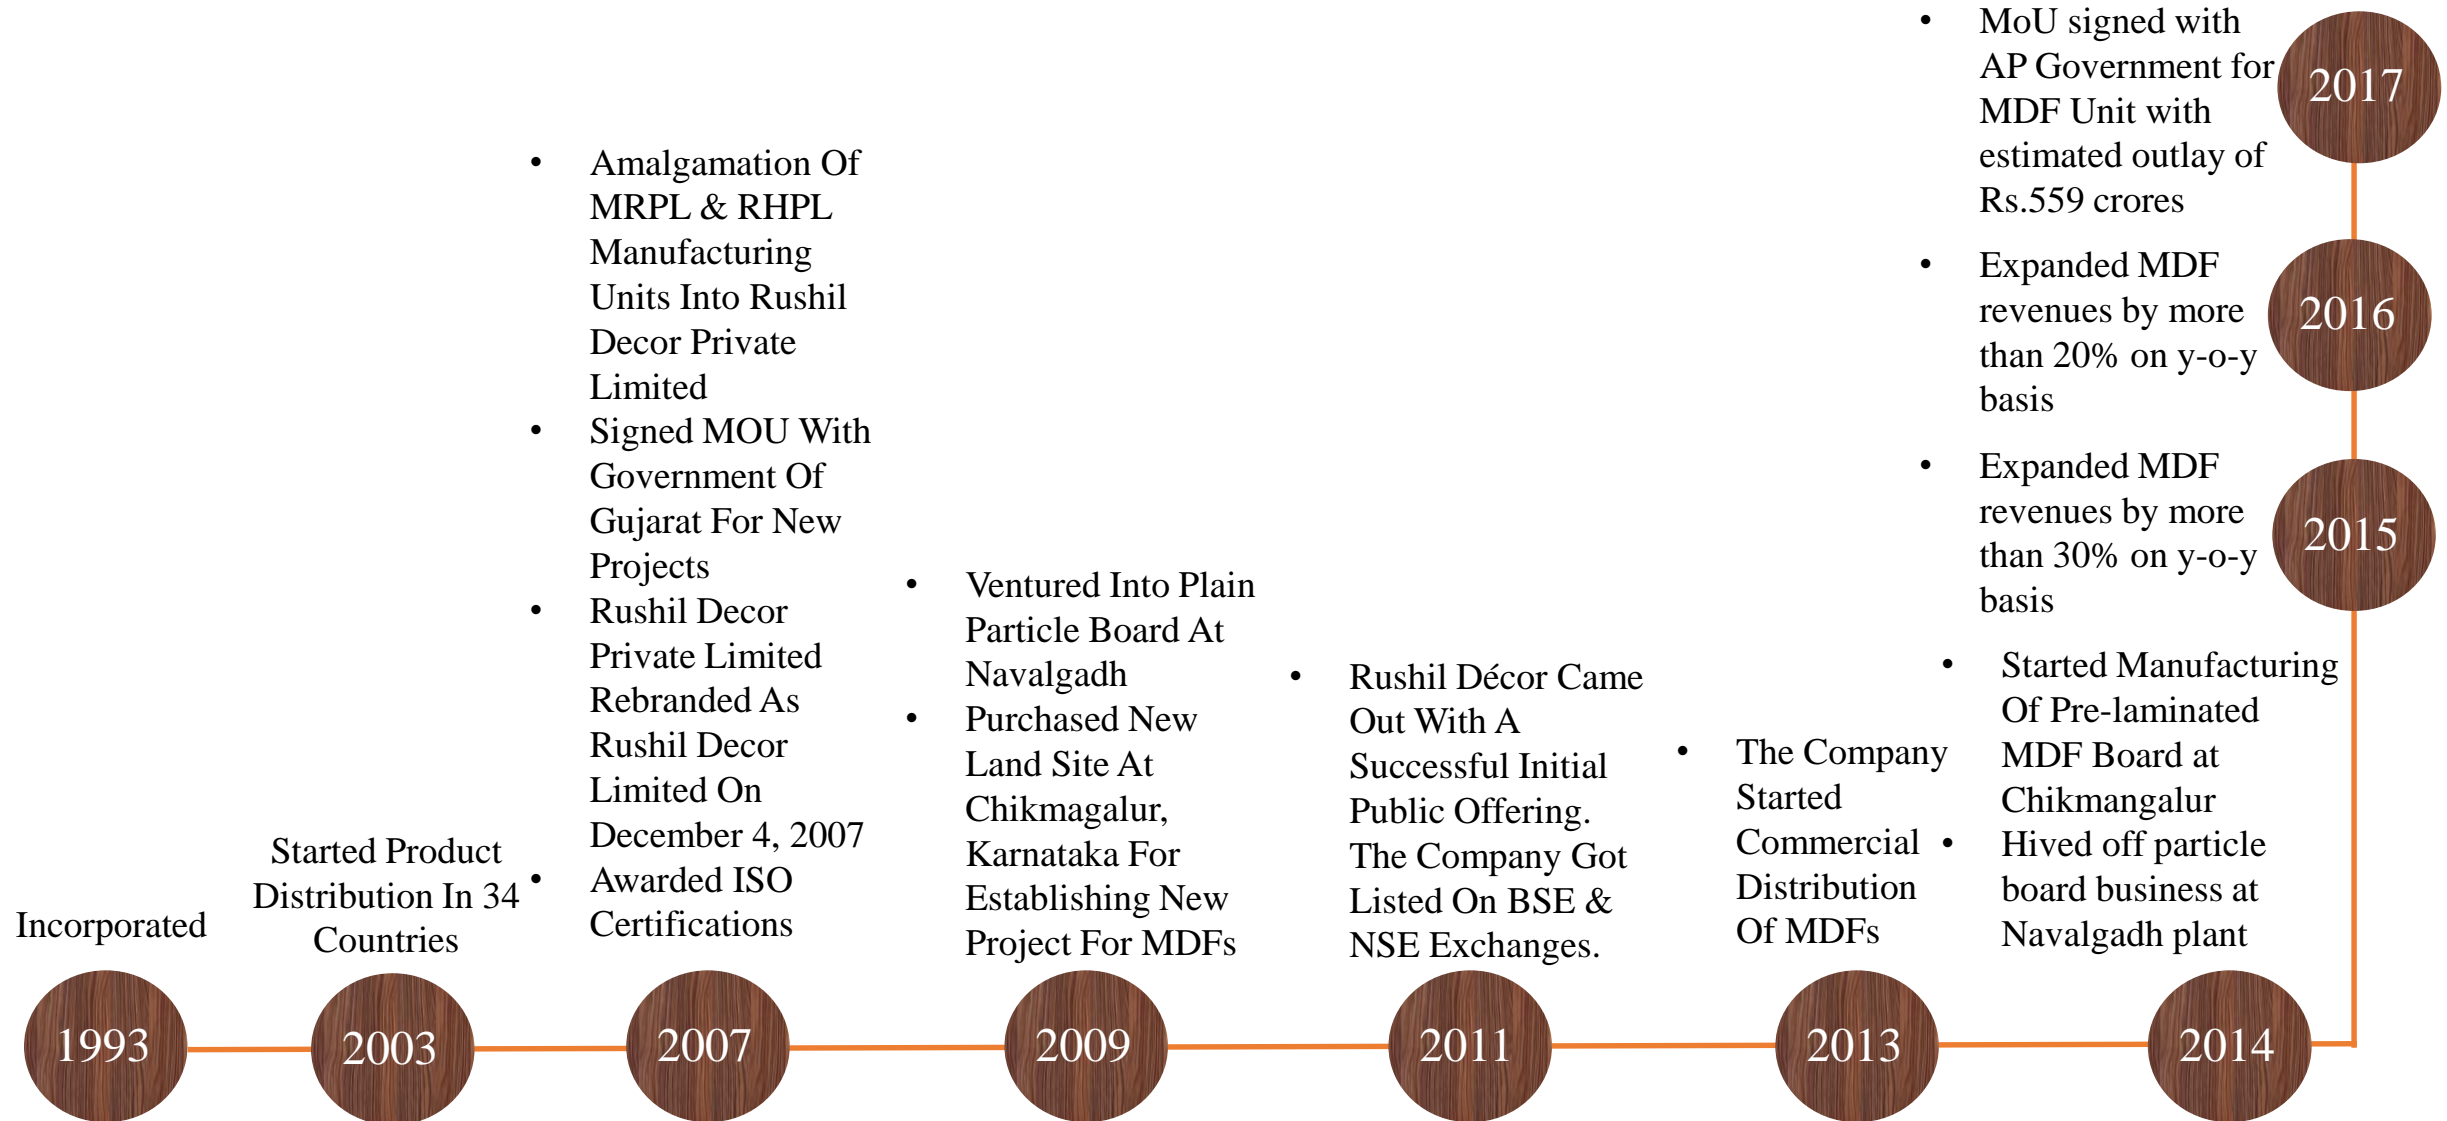 Incorporated
1993
Started Product
Distribution In 34
Countries
2003
• Amalgamation Of
MRPL & RHPL
Manufacturing
Units Into Rushil
Decor Private
Limited
• Signed MOU With
Government Of
Gujarat For New
Projects
• Rushil Decor
Private Limited
Rebranded As
Rushil Decor
Limited On
December 4, 2007
• Awarded ISO
Certifications
2007
• Ventured Into Plain
Particle Board At
Navalgadh
• Purchased New
Land Site At
Chikmagalur,
Karnataka For
Establishing New
Project For MDFs
2009
• Rushil Décor Came
Out With A
Successful Initial
Public Offering.
The Company Got
Listed On BSE &
NSE Exchanges.
2011
• The Company
Started
Commercial
Distribution
Of MDFs
2013
• Started Manufacturing
Of Pre-laminated
MDF Board at
Chikmangalur
• Hived off particle
board business at
Navalgadh plant
2014
• Expanded MDF
revenues by more
than 30% on y-o-y
basis
2015
• Expanded MDF
revenues by more
than 20% on y-o-y
basis
2016
• MoU signed with
AP Government for
MDF Unit with
estimated outlay of
Rs.559 crores
2017